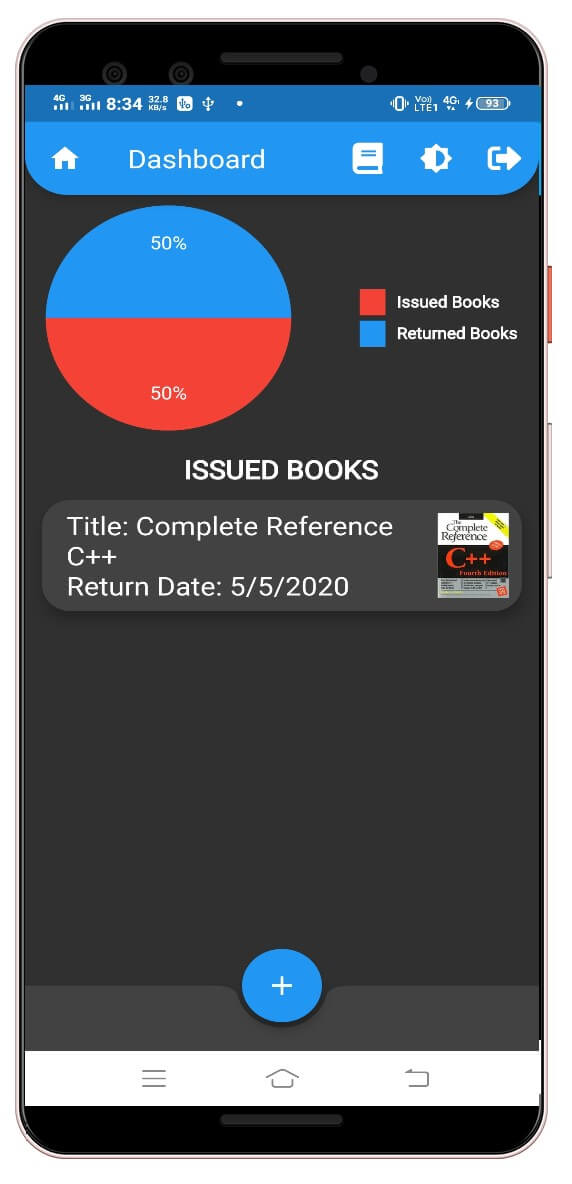 4G 3G 8:34 32.8 KB/s Vo) LTE1 4G 93
Dashboard
50%
50%
Issued Books
Returned Books
ISSUED BOOKS
Title: Complete Reference
C++
Return Date: 5/5/2020
The
Complete
Reference
C++
Fourth Edition
+